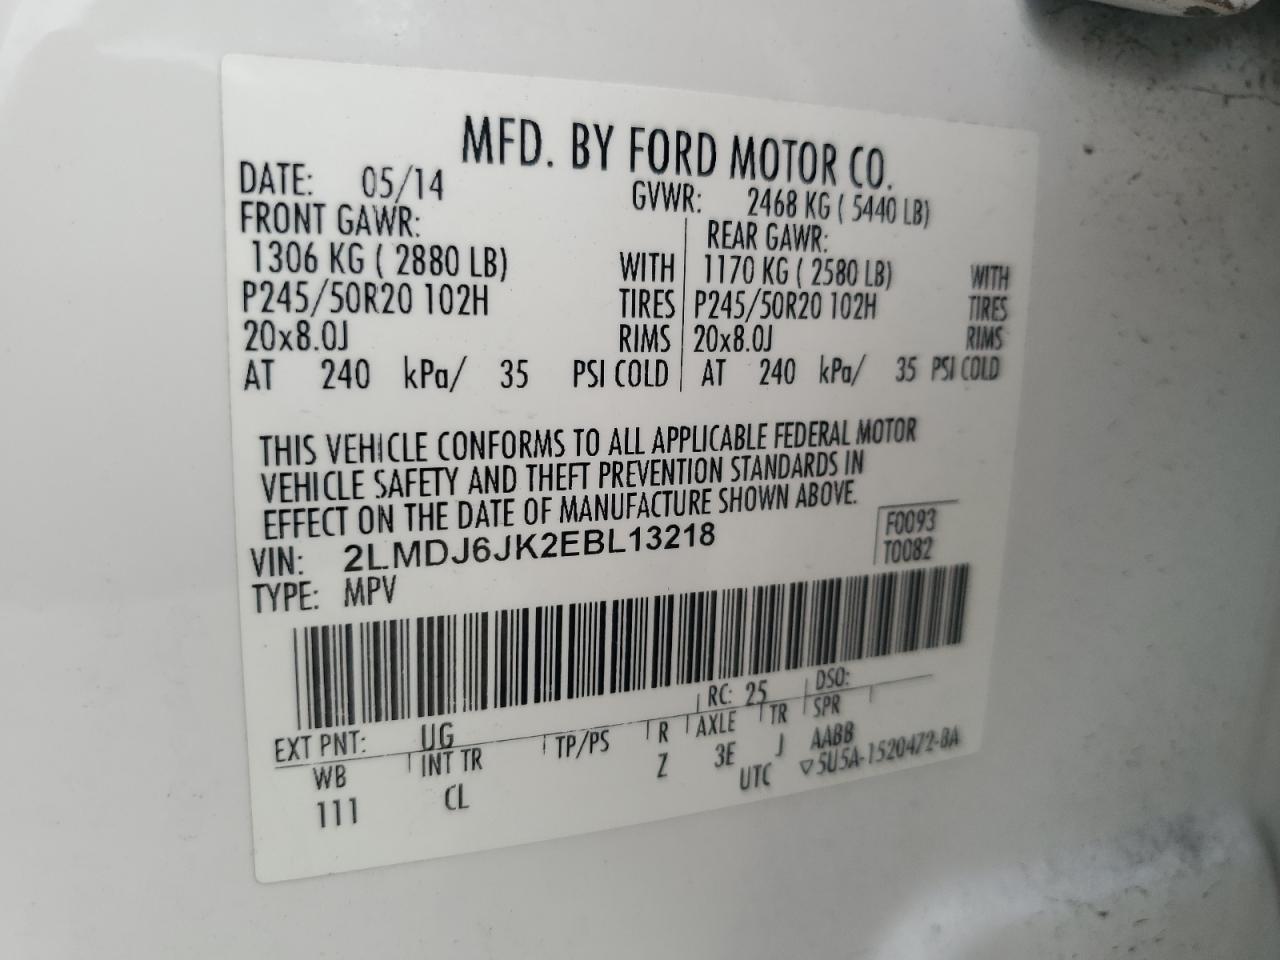 MFD. BY FORD MOTOR CO.
DATE: 05/14 GVWR: 2468 KG ( 5440 LB)
FRONT GAWR: REAR GAWR:
1306 KG ( 2880 LB) WITH 1170 KG ( 2580 LB) WITH
P245/50R20 102H TIRES P245/50R20 102H TIRES
20x8.0J RIMS 20x8.0J RIMS
AT 240 kPa/ 35 PSI COLD AT 240 kPa/ 35 PSI COLD
THIS VEHICLE CONFORMS TO ALL APPLICABLE FEDERAL MOTOR
VEHICLE SAFETY AND THEFT PREVENTION STANDARDS IN
EFFECT ON THE DATE OF MANUFACTURE SHOWN ABOVE.
VIN: 2LMDJ6JK2EBL13218 F0093
TYPE: MPV T0082
EXT PNT: UG RC: 25 DSO:
WB INT TR TP/PS R AXLE TR SPR
111 CL Z 3E J AABB
UTC ▽5U5A-1520472-BA